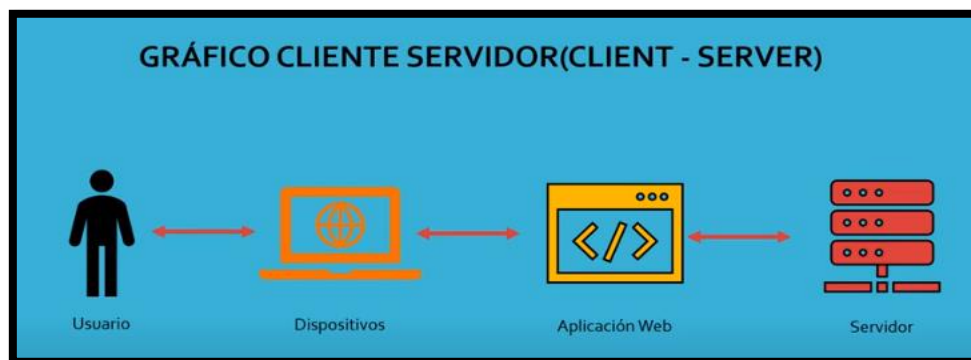 GRÁFICO CLIENTE SERVIDOR(CLIENT - SERVER)
</>
Usuario
Dispositivos
Aplicación Web
Servidor